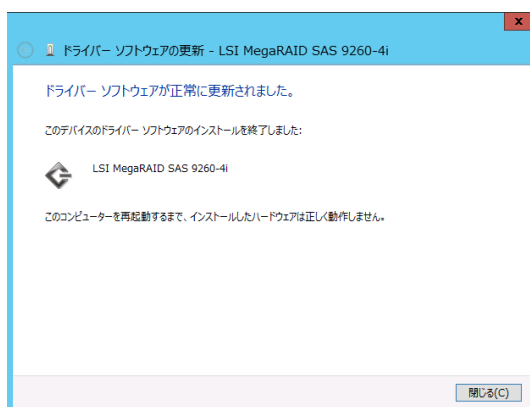 x
ドライバー ソフトウェアの更新 - LSI MegaRAID SAS 9260-4i
ドライバー ソフトウェアが正常に更新されました。
このデバイスのドライバー ソフトウェアのインストールを終了しました:
LSI MegaRAID SAS 9260-4i
このコンピューターを再起動するまで、インストールしたハードウェアは正しく動作しません。
閉じる(C)